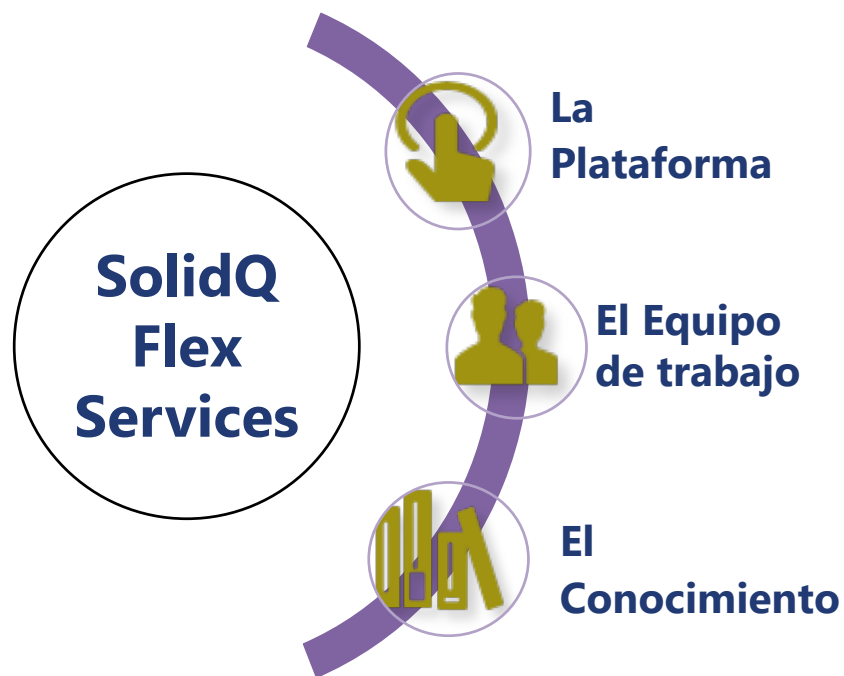 SolidQ
Flex
Services
La
Plataforma
El Equipo
de trabajo
El
Conocimiento